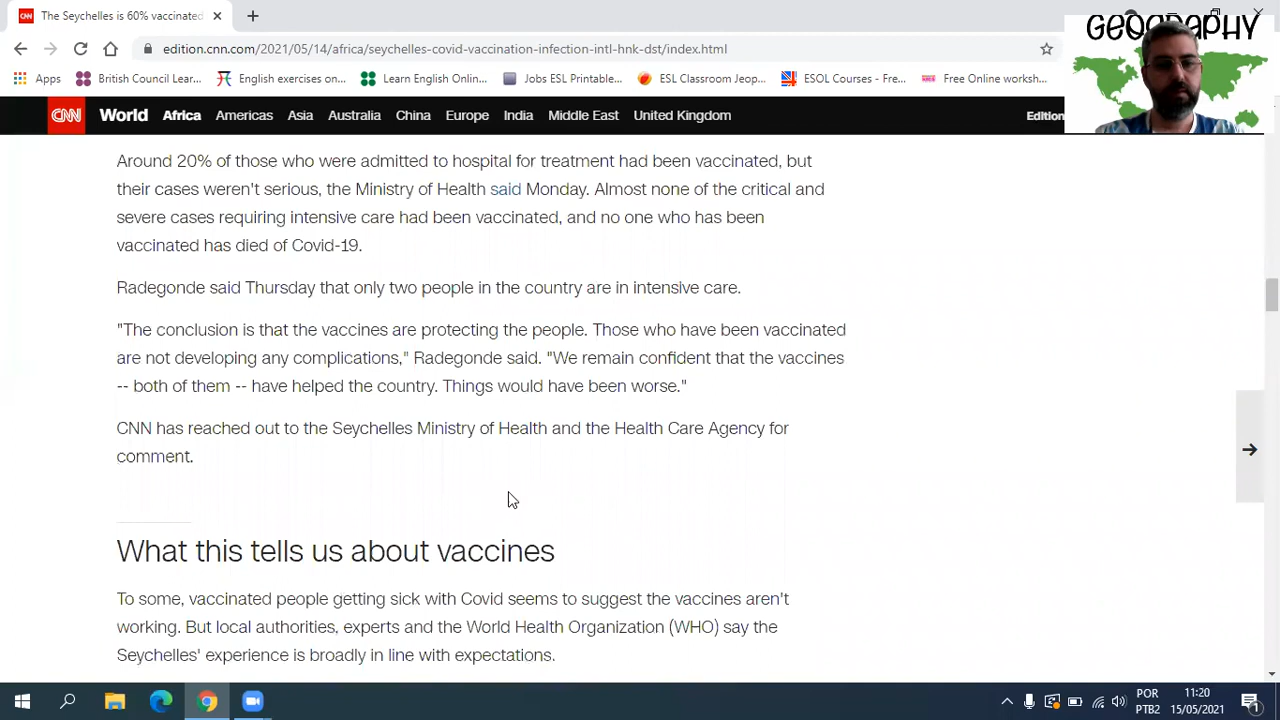 The Seychelles is 60% vaccinated
edition.cnn.com/2021/05/14/africa/seychelles-covid-vaccination-infection-intl-hnk-dst/index.html
Apps British Council Lear... English exercises on... Learn English Onlin... Jobs ESL Printable... ESL Classroom Jeop... ESOL Courses - Fre... Free Online worksh...
GEOGRAPHY
CNN World Africa Americas Asia Australia China Europe India Middle East United Kingdom Edition
Around 20% of those who were admitted to hospital for treatment had been vaccinated, but
their cases weren't serious, the Ministry of Health said Monday. Almost none of the critical and
severe cases requiring intensive care had been vaccinated, and no one who has been
vaccinated has died of Covid-19.
Radegonde said Thursday that only two people in the country are in intensive care.
"The conclusion is that the vaccines are protecting the people. Those who have been vaccinated
are not developing any complications," Radegonde said. "We remain confident that the vaccines
-- both of them -- have helped the country. Things would have been worse."
CNN has reached out to the Seychelles Ministry of Health and the Health Care Agency for
comment.
What this tells us about vaccines
To some, vaccinated people getting sick with Covid seems to suggest the vaccines aren't
working. But local authorities, experts and the World Health Organization (WHO) say the
Seychelles' experience is broadly in line with expectations.
POR 11:20
PTB2 15/05/2021 1